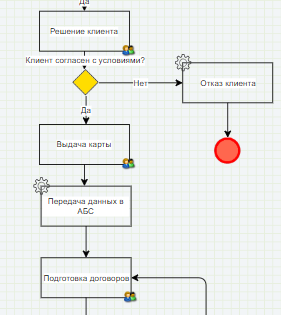 Да
Решение клиента
Клиент согласен с условиями?
Нет
Отказ клиента
Да
Выдача карты
Передача данных в
АБС
Подготовка договоров